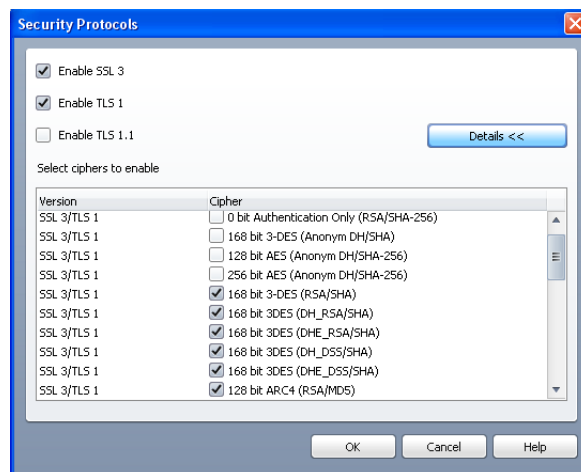 Security Protocols
Enable SSL 3
Enable TLS 1
Enable TLS 1.1
Details <<
Select ciphers to enable
Version Cipher
SSL 3/TLS 1 0 bit Authentication Only (RSA/SHA-256)
SSL 3/TLS 1 168 bit 3-DES (Anonym DH/SHA)
SSL 3/TLS 1 128 bit AES (Anonym DH/SHA-256)
SSL 3/TLS 1 256 bit AES (Anonym DH/SHA-256)
SSL 3/TLS 1 168 bit 3-DES (RSA/SHA)
SSL 3/TLS 1 168 bit 3DES (DH_RSA/SHA)
SSL 3/TLS 1 168 bit 3DES (DHE_RSA/SHA)
SSL 3/TLS 1 168 bit 3DES (DH_DSS/SHA)
SSL 3/TLS 1 168 bit 3DES (DHE_DSS/SHA)
SSL 3/TLS 1 128 bit ARC4 (RSA/MD5)
OK Cancel Help